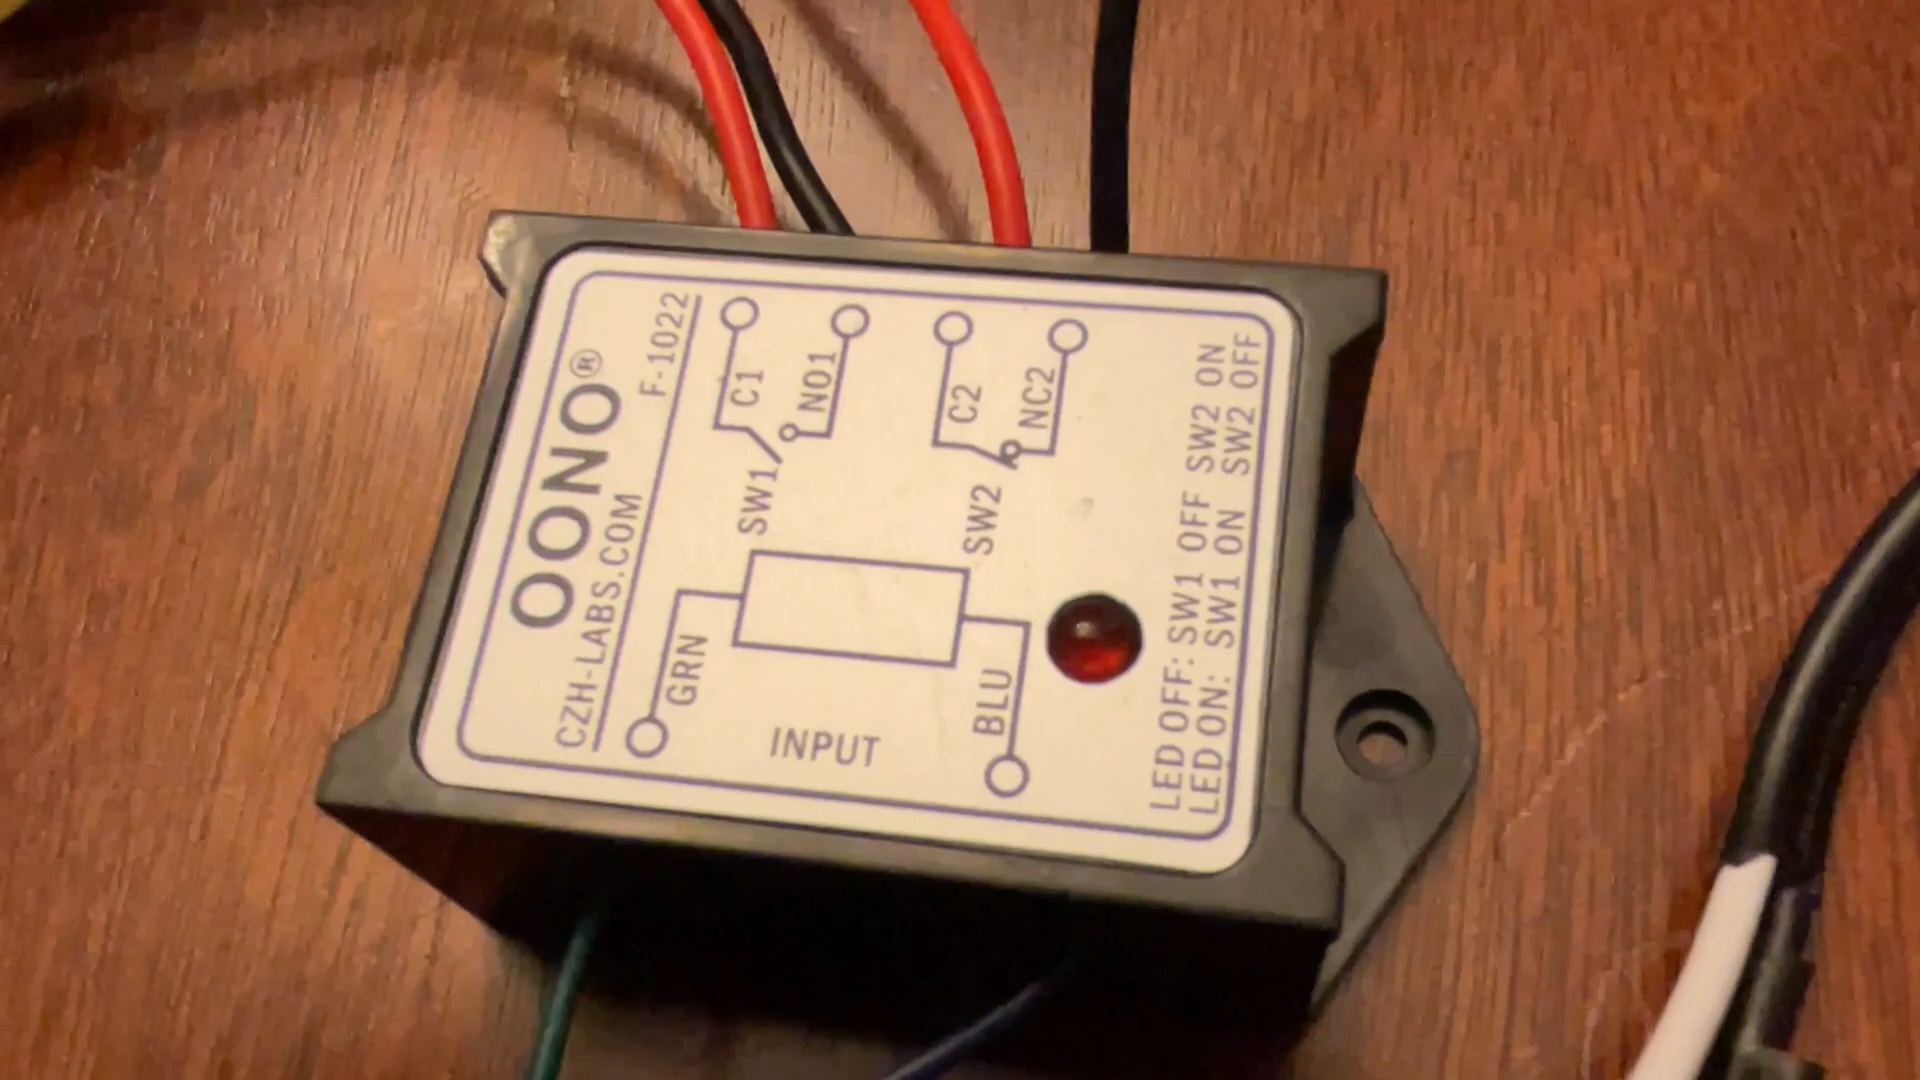 OONO®
CZH-LABS.COM F-1022
C1
NO1
SW1
C2
NC2
SW2
GRN
BLU
INPUT
LED OFF: SW1 OFF SW2 ON
LED ON: SW1 ON SW2 OFF